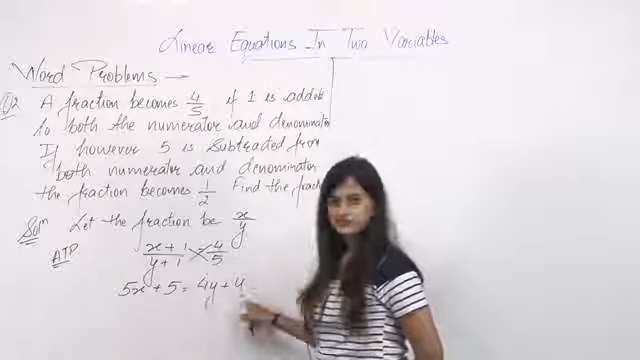 Linear Equations In Two Variables
Word Problems —
Q2 A fraction becomes 4/5 if 1 is added
to both the numerator and denominator
If however 5 is subtracted from
both numerator and denominator
the fraction becomes 1/2 Find the
Soln Let the fraction be x/y
ATP x+1/y+1 4/5
5x + 5 = 4y + 4